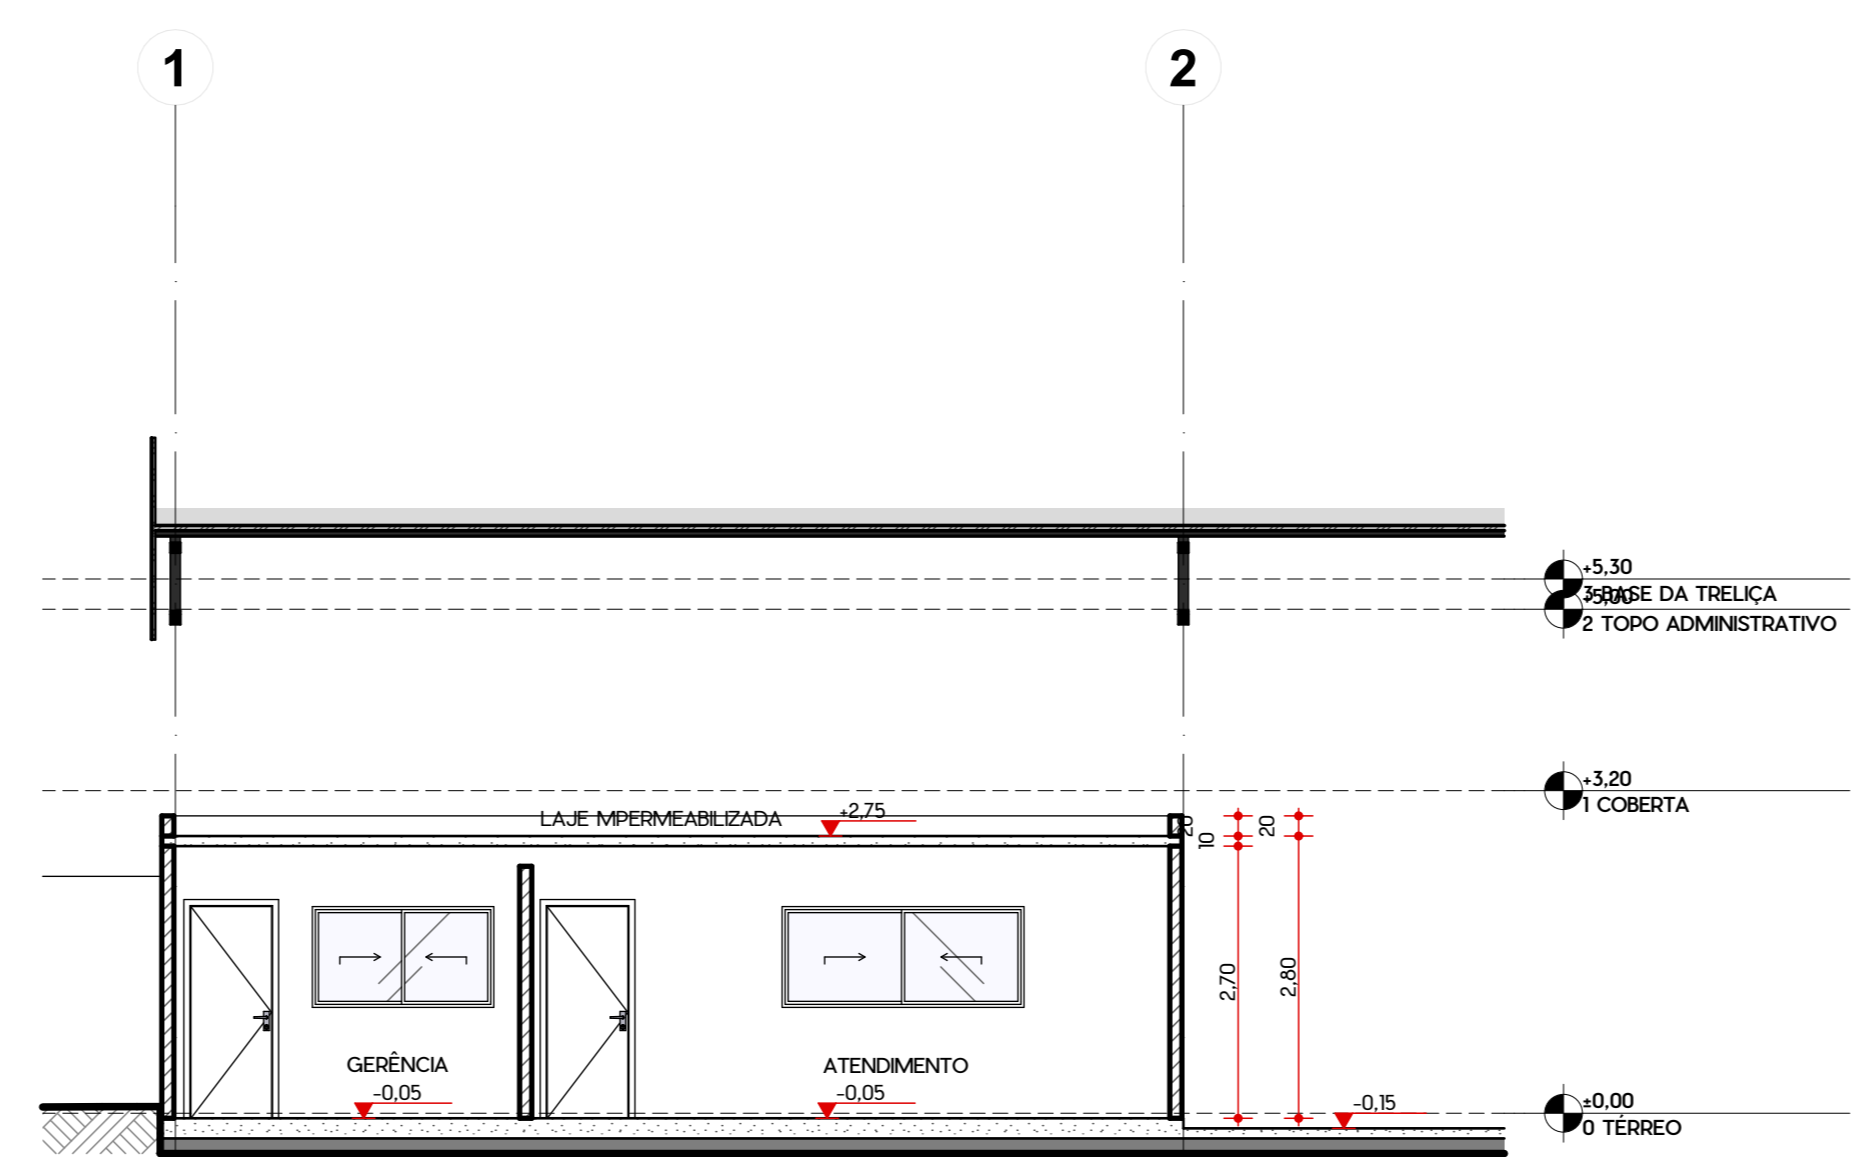 1
2
+5,30
3 BASE DA TRELIÇA
+5,00
2 TOPO ADMINISTRATIVO
+3,20
1 COBERTA
LAJE MPERMEABILIZADA
+2,75
20
10
20
2,70
2,80
GERÊNCIA
-0,05
ATENDIMENTO
-0,05
-0,15
±0,00
0 TÉRREO